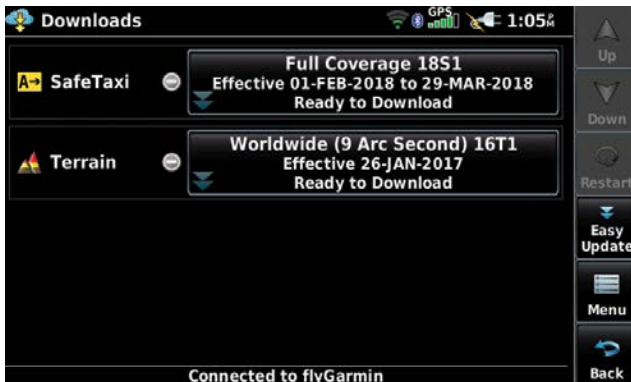 Downloads
GPS
1:05PM
A→ SafeTaxi
Full Coverage 18S1
Effective 01-FEB-2018 to 29-MAR-2018
Ready to Download
Terrain
Worldwide (9 Arc Second) 16T1
Effective 26-JAN-2017
Ready to Download
Connected to flyGarmin
Up
Down
Restart
Easy
Update
Menu
Back